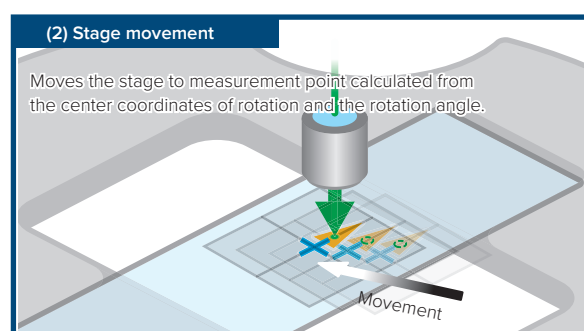 (2) Stage movement
Moves the stage to measurement point calculated from
the center coordinates of rotation and the rotation angle.
Movement